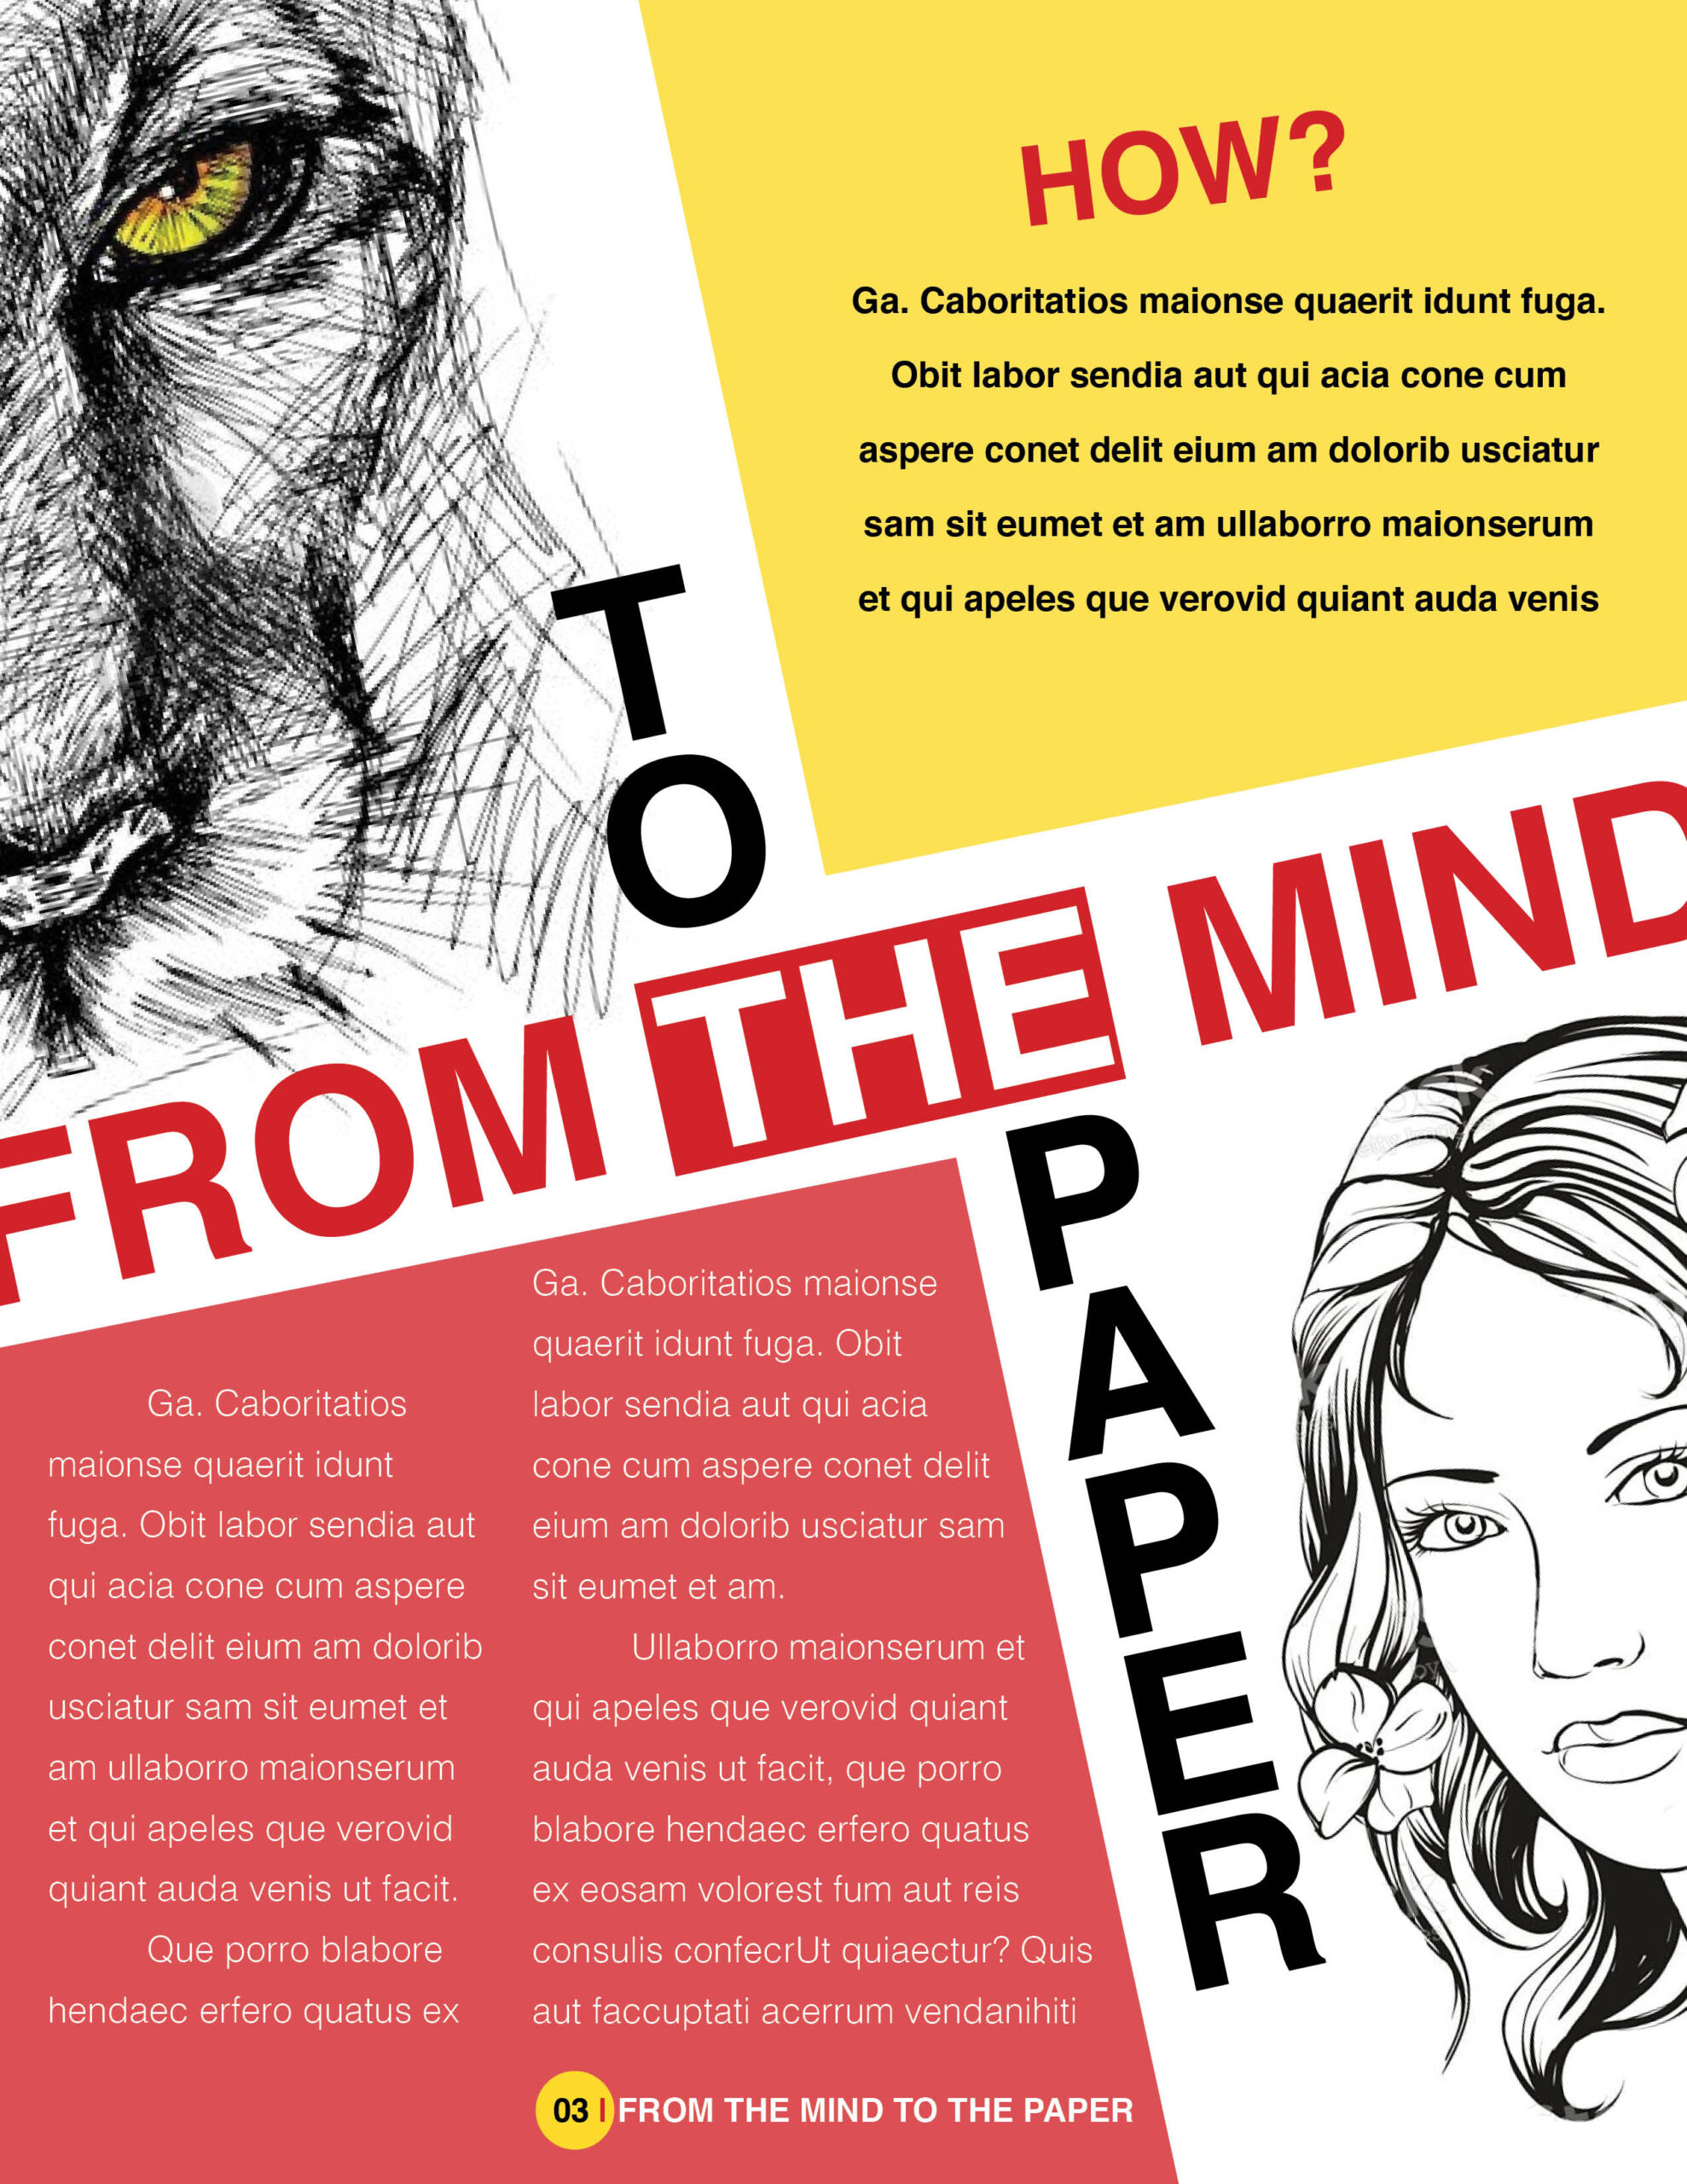 HOW?
Ga. Caboritatios maionse quaerit idunt fuga.
Obit labor sendia aut qui acia cone cum
aspere conet delit eium am dolorib usciatur
sam sit eumet et am ullaborro maionserum
et qui apeles que verovid quiant auda venis
FROM THE MIND
TO
PAPER
Ga. Caboritatios
maionse quaerit idunt
fuga. Obit labor sendia aut
qui acia cone cum aspere
conet delit eium am dolorib
usciatur sam sit eumet et
am ullaborro maionserum
et qui apeles que verovid
quiant auda venis ut facit.
Que porro blabore
hendaec erfero quatus ex
Ga. Caboritatios maionse
quaerit idunt fuga. Obit
labor sendia aut qui acia
cone cum aspere conet delit
eium am dolorib usciatur sam
sit eumet et am.
Ullaborro maionserum et
qui apeles que verovid quiant
auda venis ut facit, que porro
blabore hendaec erfero quatus
ex eosam volorest fum aut reis
consulis confecrUt quiaectur? Quis
aut faccuptati acerrum vendanihiti
03 | FROM THE MIND TO THE PAPER